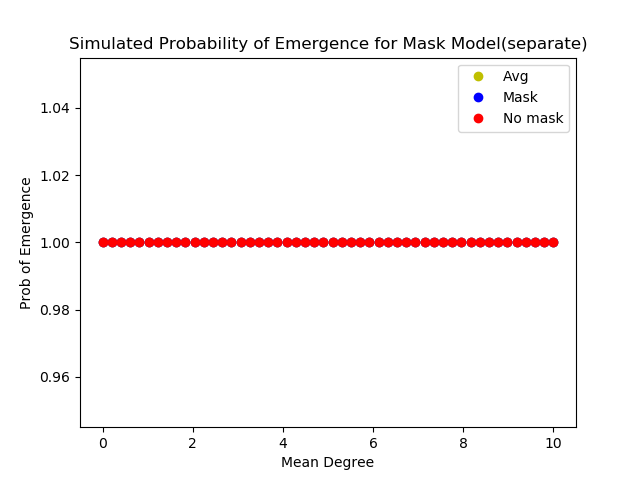 Simulated Probability of Emergence for Mask Model(separate)
Avg
Mask
No mask
1.04
1.02
1.00
0.98
0.96
Prob of Emergence
0 2 4 6 8 10
Mean Degree